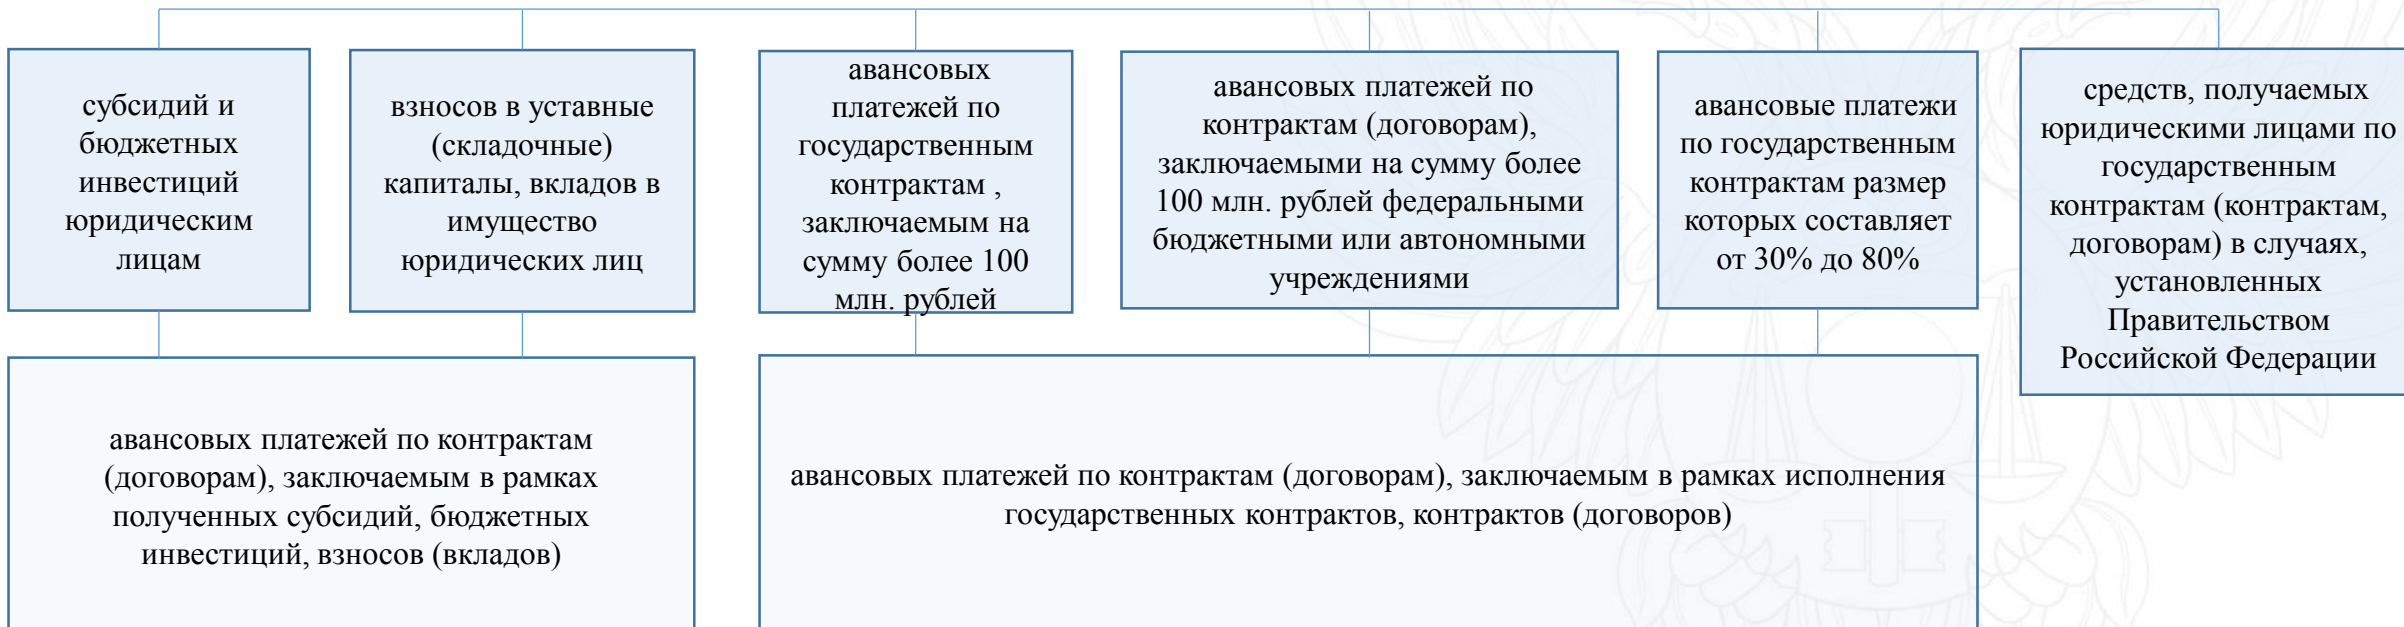 субсидий и
бюджетных
инвестиций
юридическим
лицам
взносов в уставные
(складочные)
капиталы, вкладов в
имущество
юридических лиц
авансовых
платежей по
государственным
контрактам ,
заключаемым на
сумму более 100
млн. рублей
авансовых платежей по
контрактам (договорам),
заключаемыми на сумму более
100 млн. рублей федеральными
бюджетными или автономными
учреждениями
авансовые платежи
по государственным
контрактам размер
которых составляет
от 30% до 80%
средств, получаемых
юридическими лицами по
государственным
контрактам (контрактам,
договорам) в случаях,
установленных
Правительством
Российской Федерации
авансовых платежей по контрактам
(договорам), заключаемым в рамках
полученных субсидий, бюджетных
инвестиций, взносов (вкладов)
авансовых платежей по контрактам (договорам), заключаемым в рамках исполнения
государственных контрактов, контрактов (договоров)